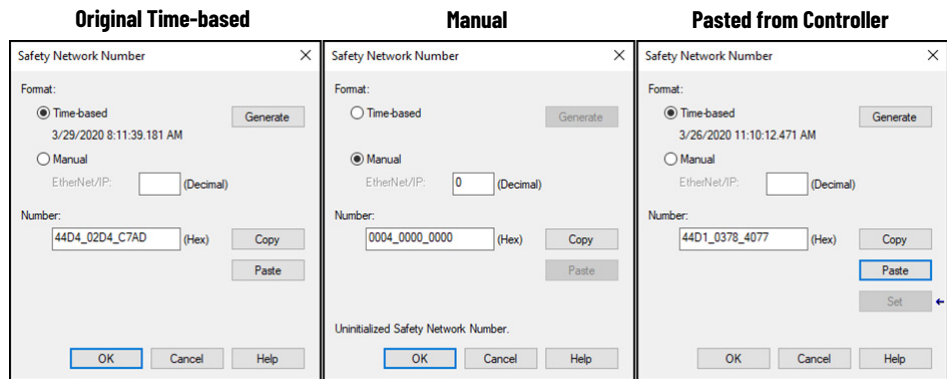 Original Time-based
Safety Network Number
Format:
Time-based
Generate
3/29/2020 8:11:39.181 AM
Manual
EtherNet/IP:
(Decimal)
Number:
44D4_02D4_C7AD
(Hex)
Copy
Paste
OK
Cancel
Help
Manual
Safety Network Number
Format:
Time-based
Generate
Manual
EtherNet/IP:
0
(Decimal)
Number:
0004_0000_0000
(Hex)
Copy
Paste
Uninitialized Safety Network Number.
OK
Cancel
Help
Pasted from Controller
Safety Network Number
Format:
Time-based
Generate
3/26/2020 11:10:12.471 AM
Manual
EtherNet/IP:
(Decimal)
Number:
44D1_0378_4077
(Hex)
Copy
Paste
Set
OK
Cancel
Help